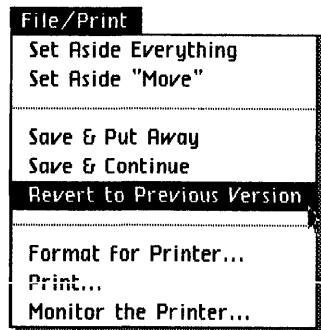 File/Print
Set Aside Everything
Set Aside "Move"
Save & Put Away
Save & Continue
Revert to Previous Version
Format for Printer...
Print...
Monitor the Printer...